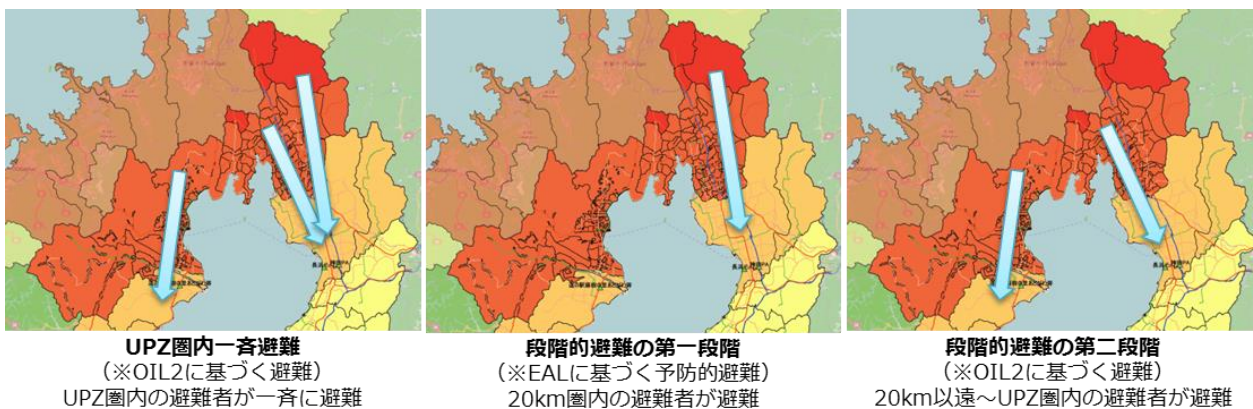 UPZ圏内一斉避難
（※OIL2に基づく避難）
UPZ圏内の避難者が一斉に避難
段階的避難の第一段階
（※EALに基づく予防的避難）
20km圏内の避難者が避難
段階的避難の第二段階
（※OIL2に基づく避難）
20km以遠～UPZ圏内の避難者が避難